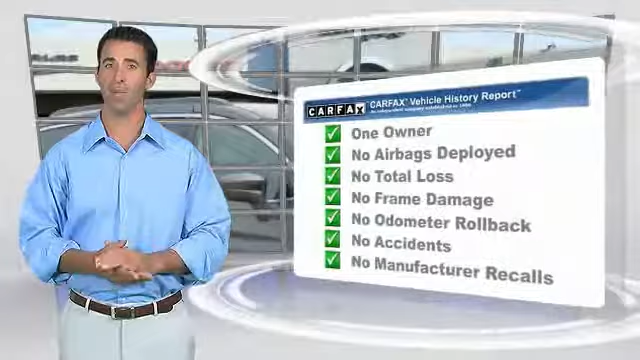 CARFAX CARFAX Vehicle History Report™
One Owner
No Airbags Deployed
No Total Loss
No Frame Damage
No Odometer Rollback
No Accidents
No Manufacturer Recalls